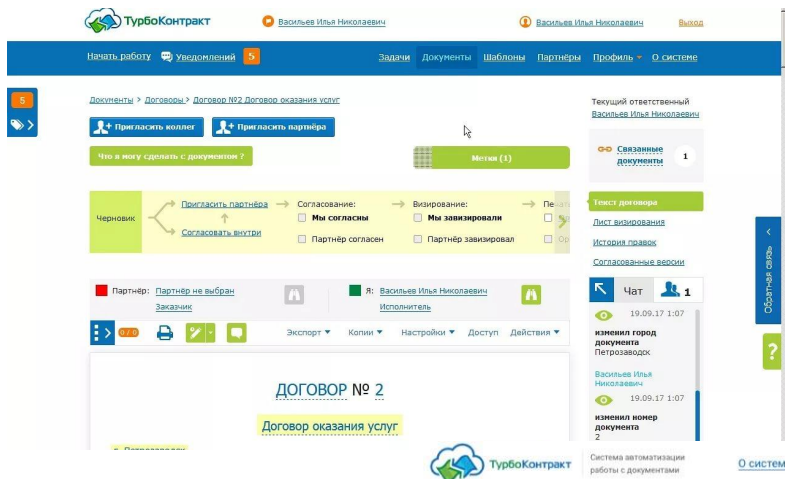 ТурбоКонтракт
Васильев Илья Николаевич
Васильев Илья Николаевич
Выход
Начать работу
Уведомлений 5
Задачи
Документы
Шаблоны
Партнёры
Профиль
О системе
5
Документы > Договоры > Договор №2 Договор оказания услуг
Текущий ответственный
Васильев Илья Николаевич
+ Пригласить коллег
+ Пригласить партнёра
Что я могу сделать с документом ?
Метки (1)
Связанные
документы
1
Черновик
Пригласить партнёра
Согласовать внутри
Согласование:
Мы согласны
Партнёр согласен
Визирование:
Мы завизировали
Партнёр завизировал
Текст договора
Лист визирования
История правок
Согласованные версии
Обратная связь
Партнёр: Партнёр не выбран
Заказчик
Я: Васильев Илья Николаевич
Исполнитель
Чат
1
0/0
Экспорт
Копии
Настройки
Доступ
Действия
19.09.17 1:07
изменил город
документа
Петрозаводск
Васильев Илья
Николаевич
19.09.17 1:07
изменил номер
документа
2
?
ДОГОВОР № 2
Договор оказания услуг
ТурбоКонтракт
Система автоматизации
работы с документами
О систем